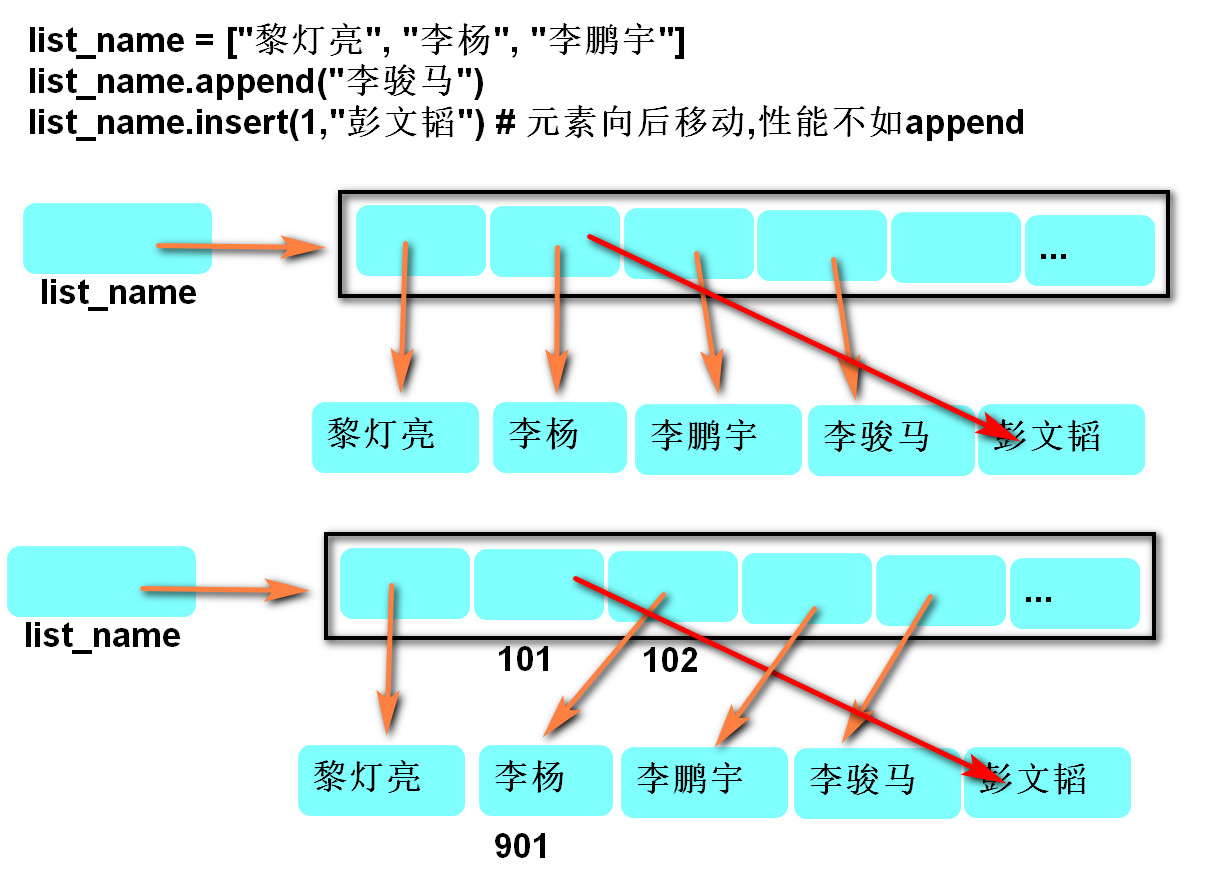 list_name = ["黎灯亮", "李杨", "李鹏宇"]
list_name.append("李骏马")
list_name.insert(1,"彭文韬") # 元素向后移动,性能不如append
...
list_name
黎灯亮 李杨 李鹏宇 李骏马 彭文韬
...
list_name
101 102
黎灯亮 李杨 李鹏宇 李骏马 彭文韬
901